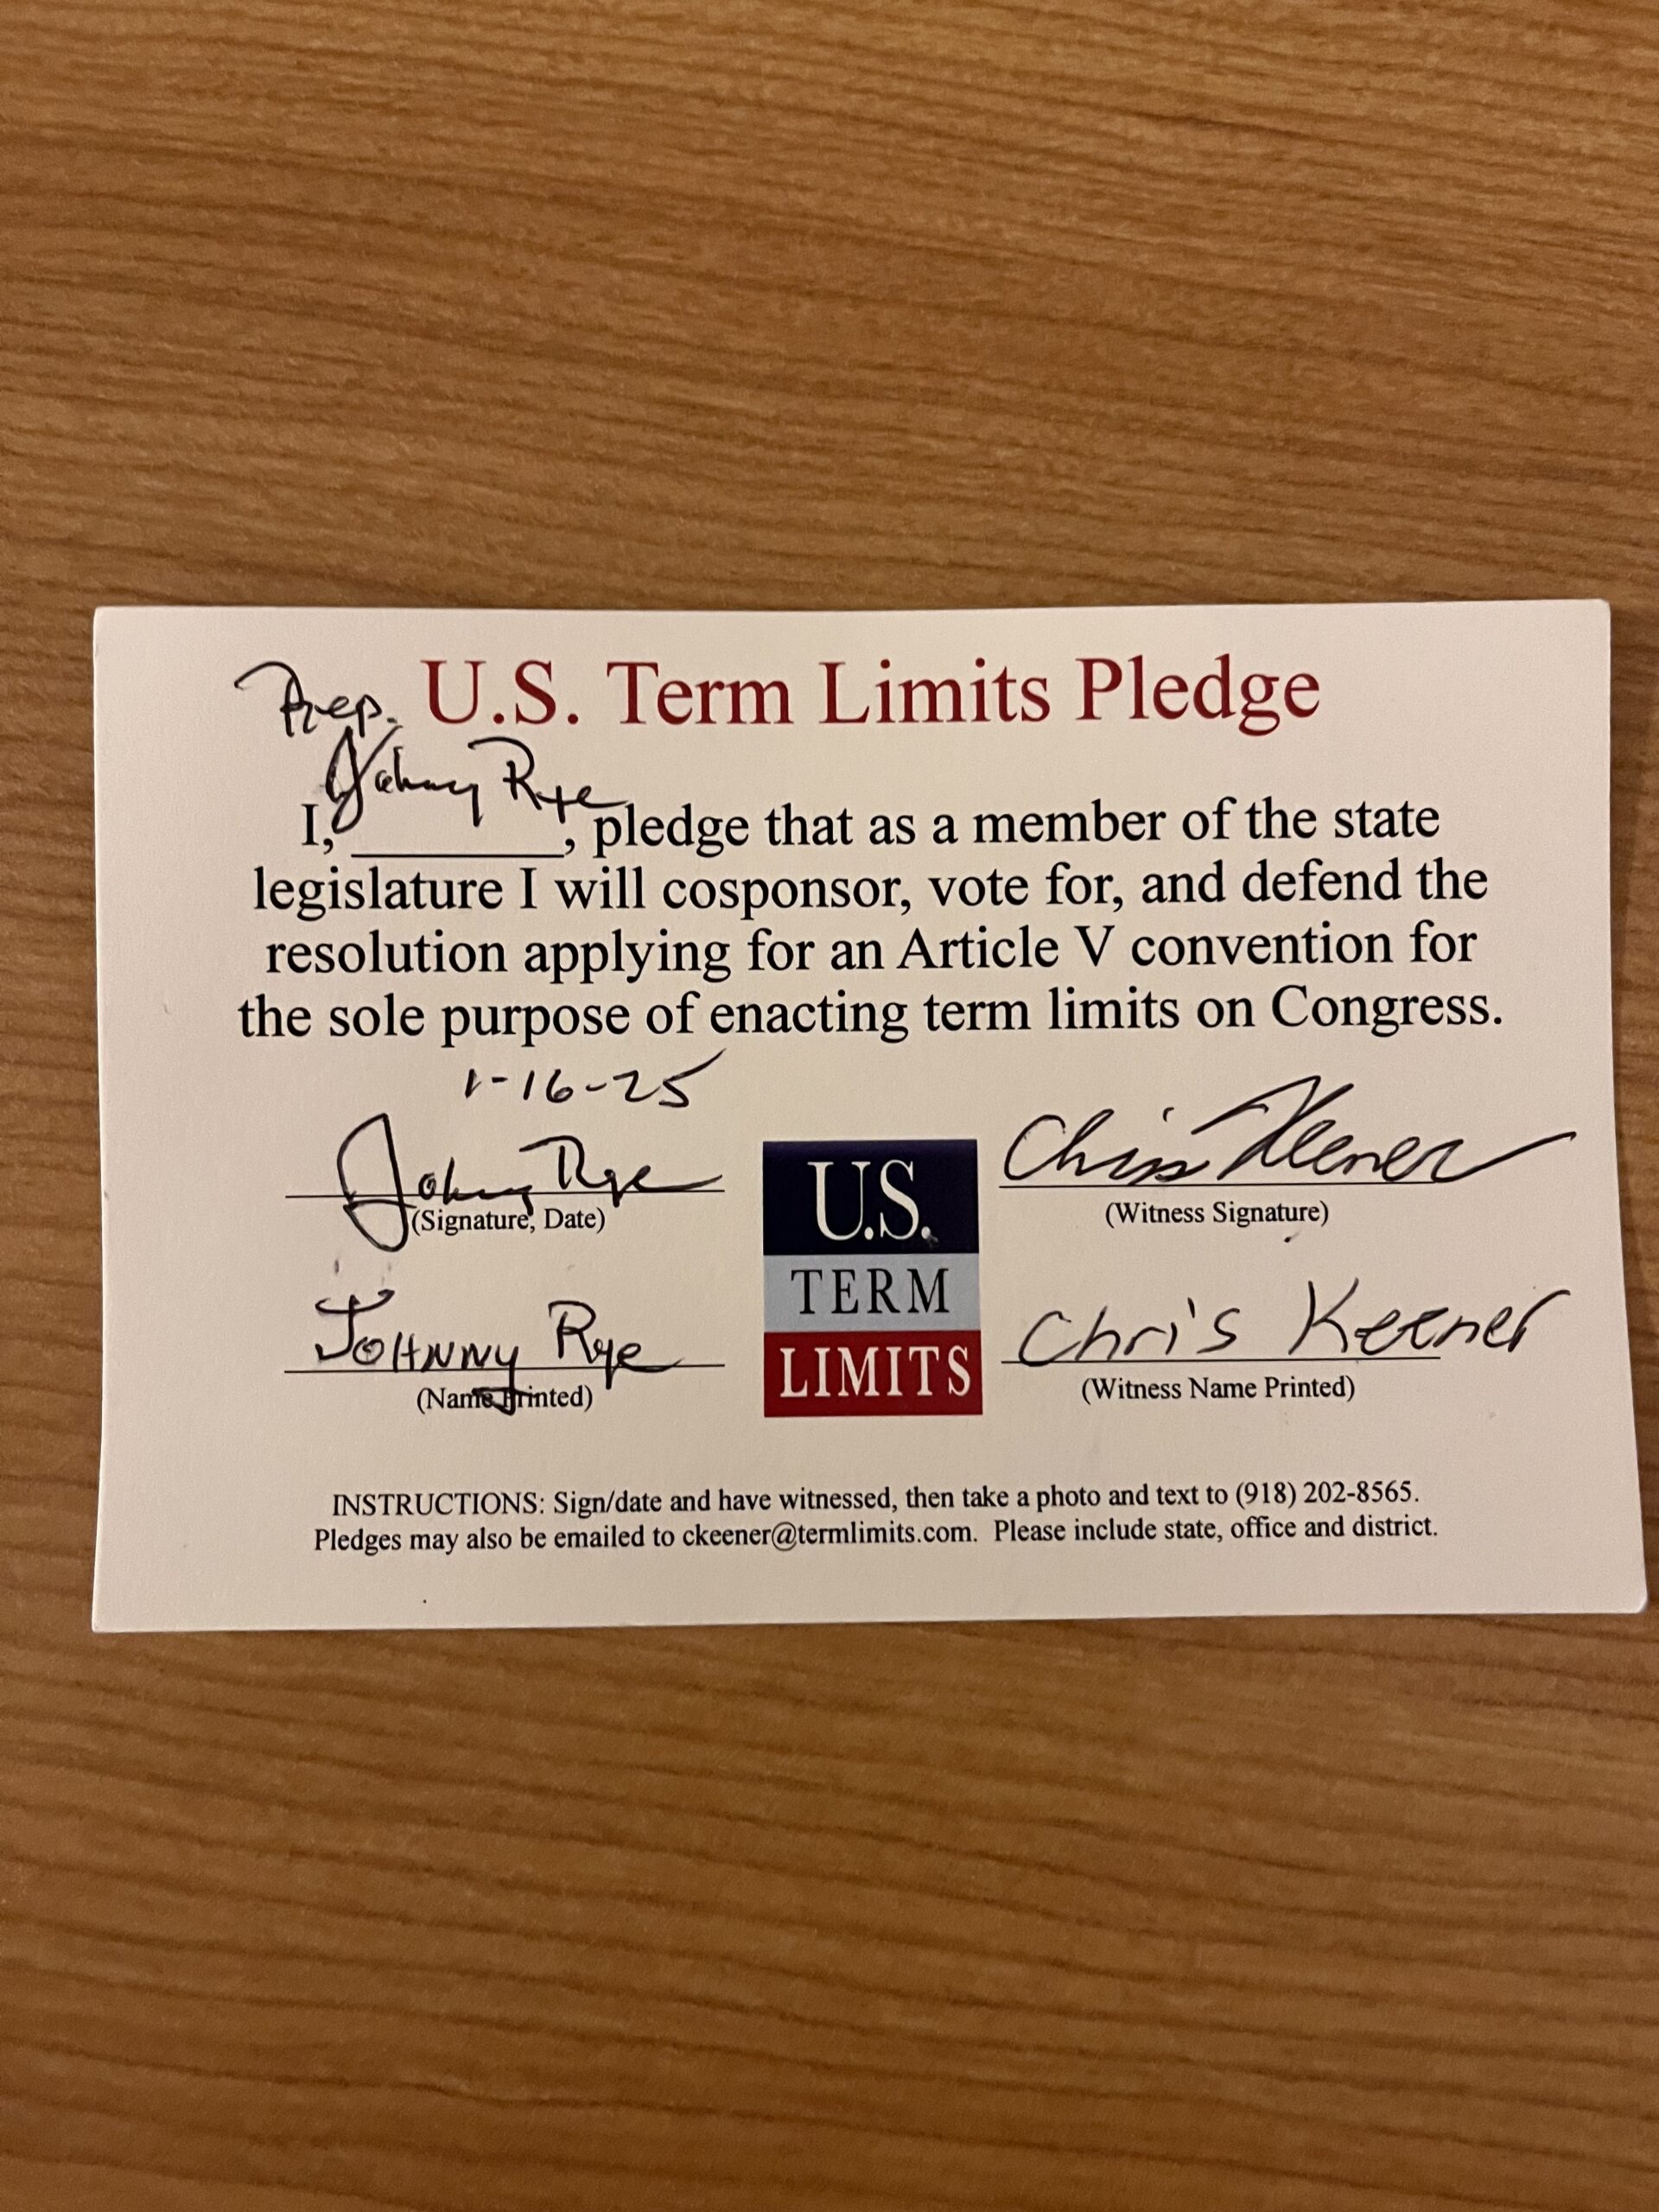 Rep. U.S. Term Limits Pledge
Johnny Rye
I, ________, pledge that as a member of the state
legislature I will cosponsor, vote for, and defend the
resolution applying for an Article V convention for
the sole purpose of enacting term limits on Congress.
1-16-25
Johnny Rye
(Signature, Date)
Johnny Rye
(Name Printed)
U.S.
TERM
LIMITS
Chris Keener
(Witness Signature)
Chris Keener
(Witness Name Printed)
INSTRUCTIONS: Sign/date and have witnessed, then take a photo and text to (918) 202-8565.
Pledges may also be emailed to ckeener@termlimits.com. Please include state, office and district.